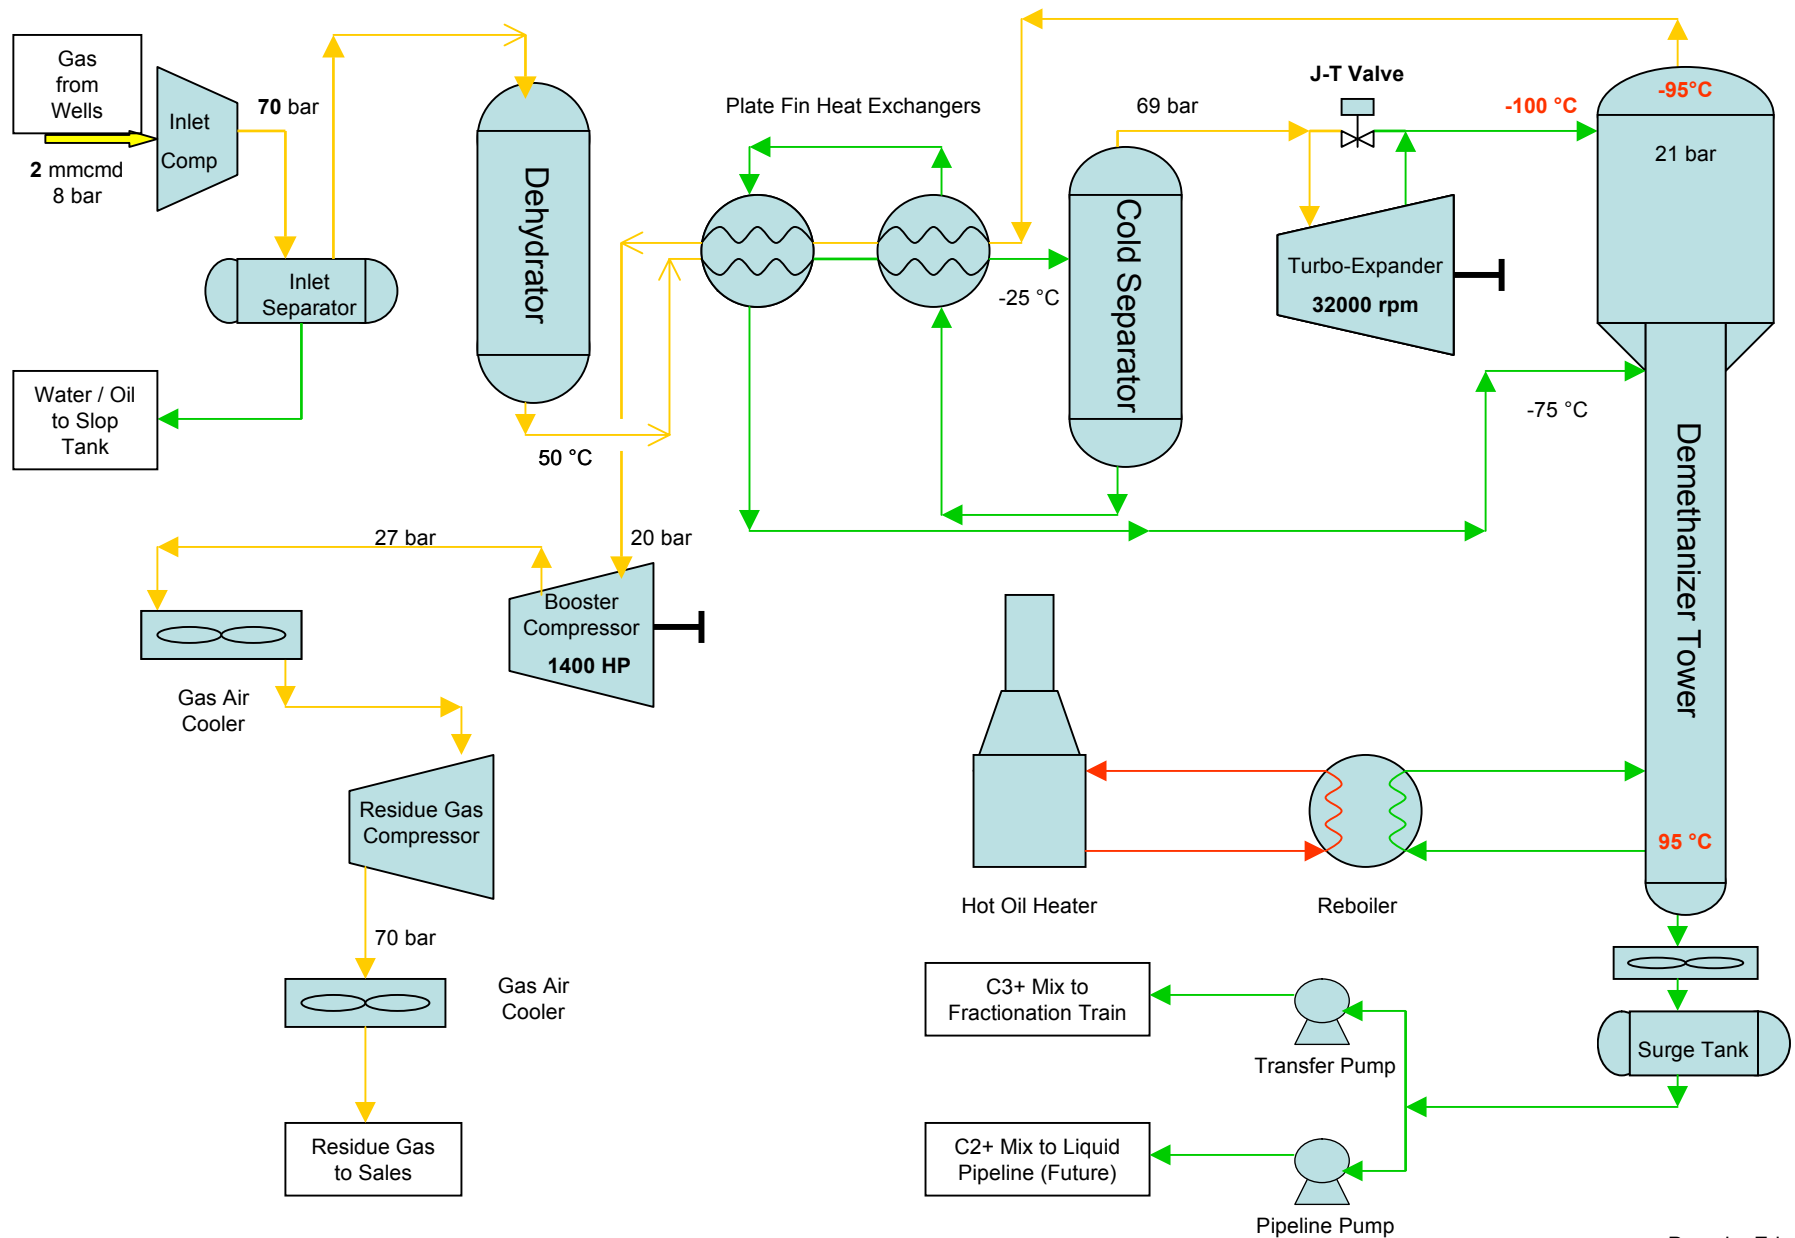 Gas
from
Wells
2 mmcmd
8 bar
Inlet
Comp
70 bar
Inlet
Separator
Water / Oil
to Slop
Tank
Dehydrator
50 °C
Plate Fin Heat Exchangers
-25 °C
Cold Separator
69 bar
J-T Valve
Turbo-Expander
32000 rpm
-100 °C
-95°C
21 bar
-75 °C
Demethanizer Tower
95 °C
27 bar
20 bar
Booster
Compressor
1400 HP
Gas Air
Cooler
Residue Gas
Compressor
70 bar
Gas Air
Cooler
Residue Gas
to Sales
Hot Oil Heater
Reboiler
C3+ Mix to
Fractionation Train
Transfer Pump
Surge Tank
C2+ Mix to Liquid
Pipeline (Future)
Pipeline Pump